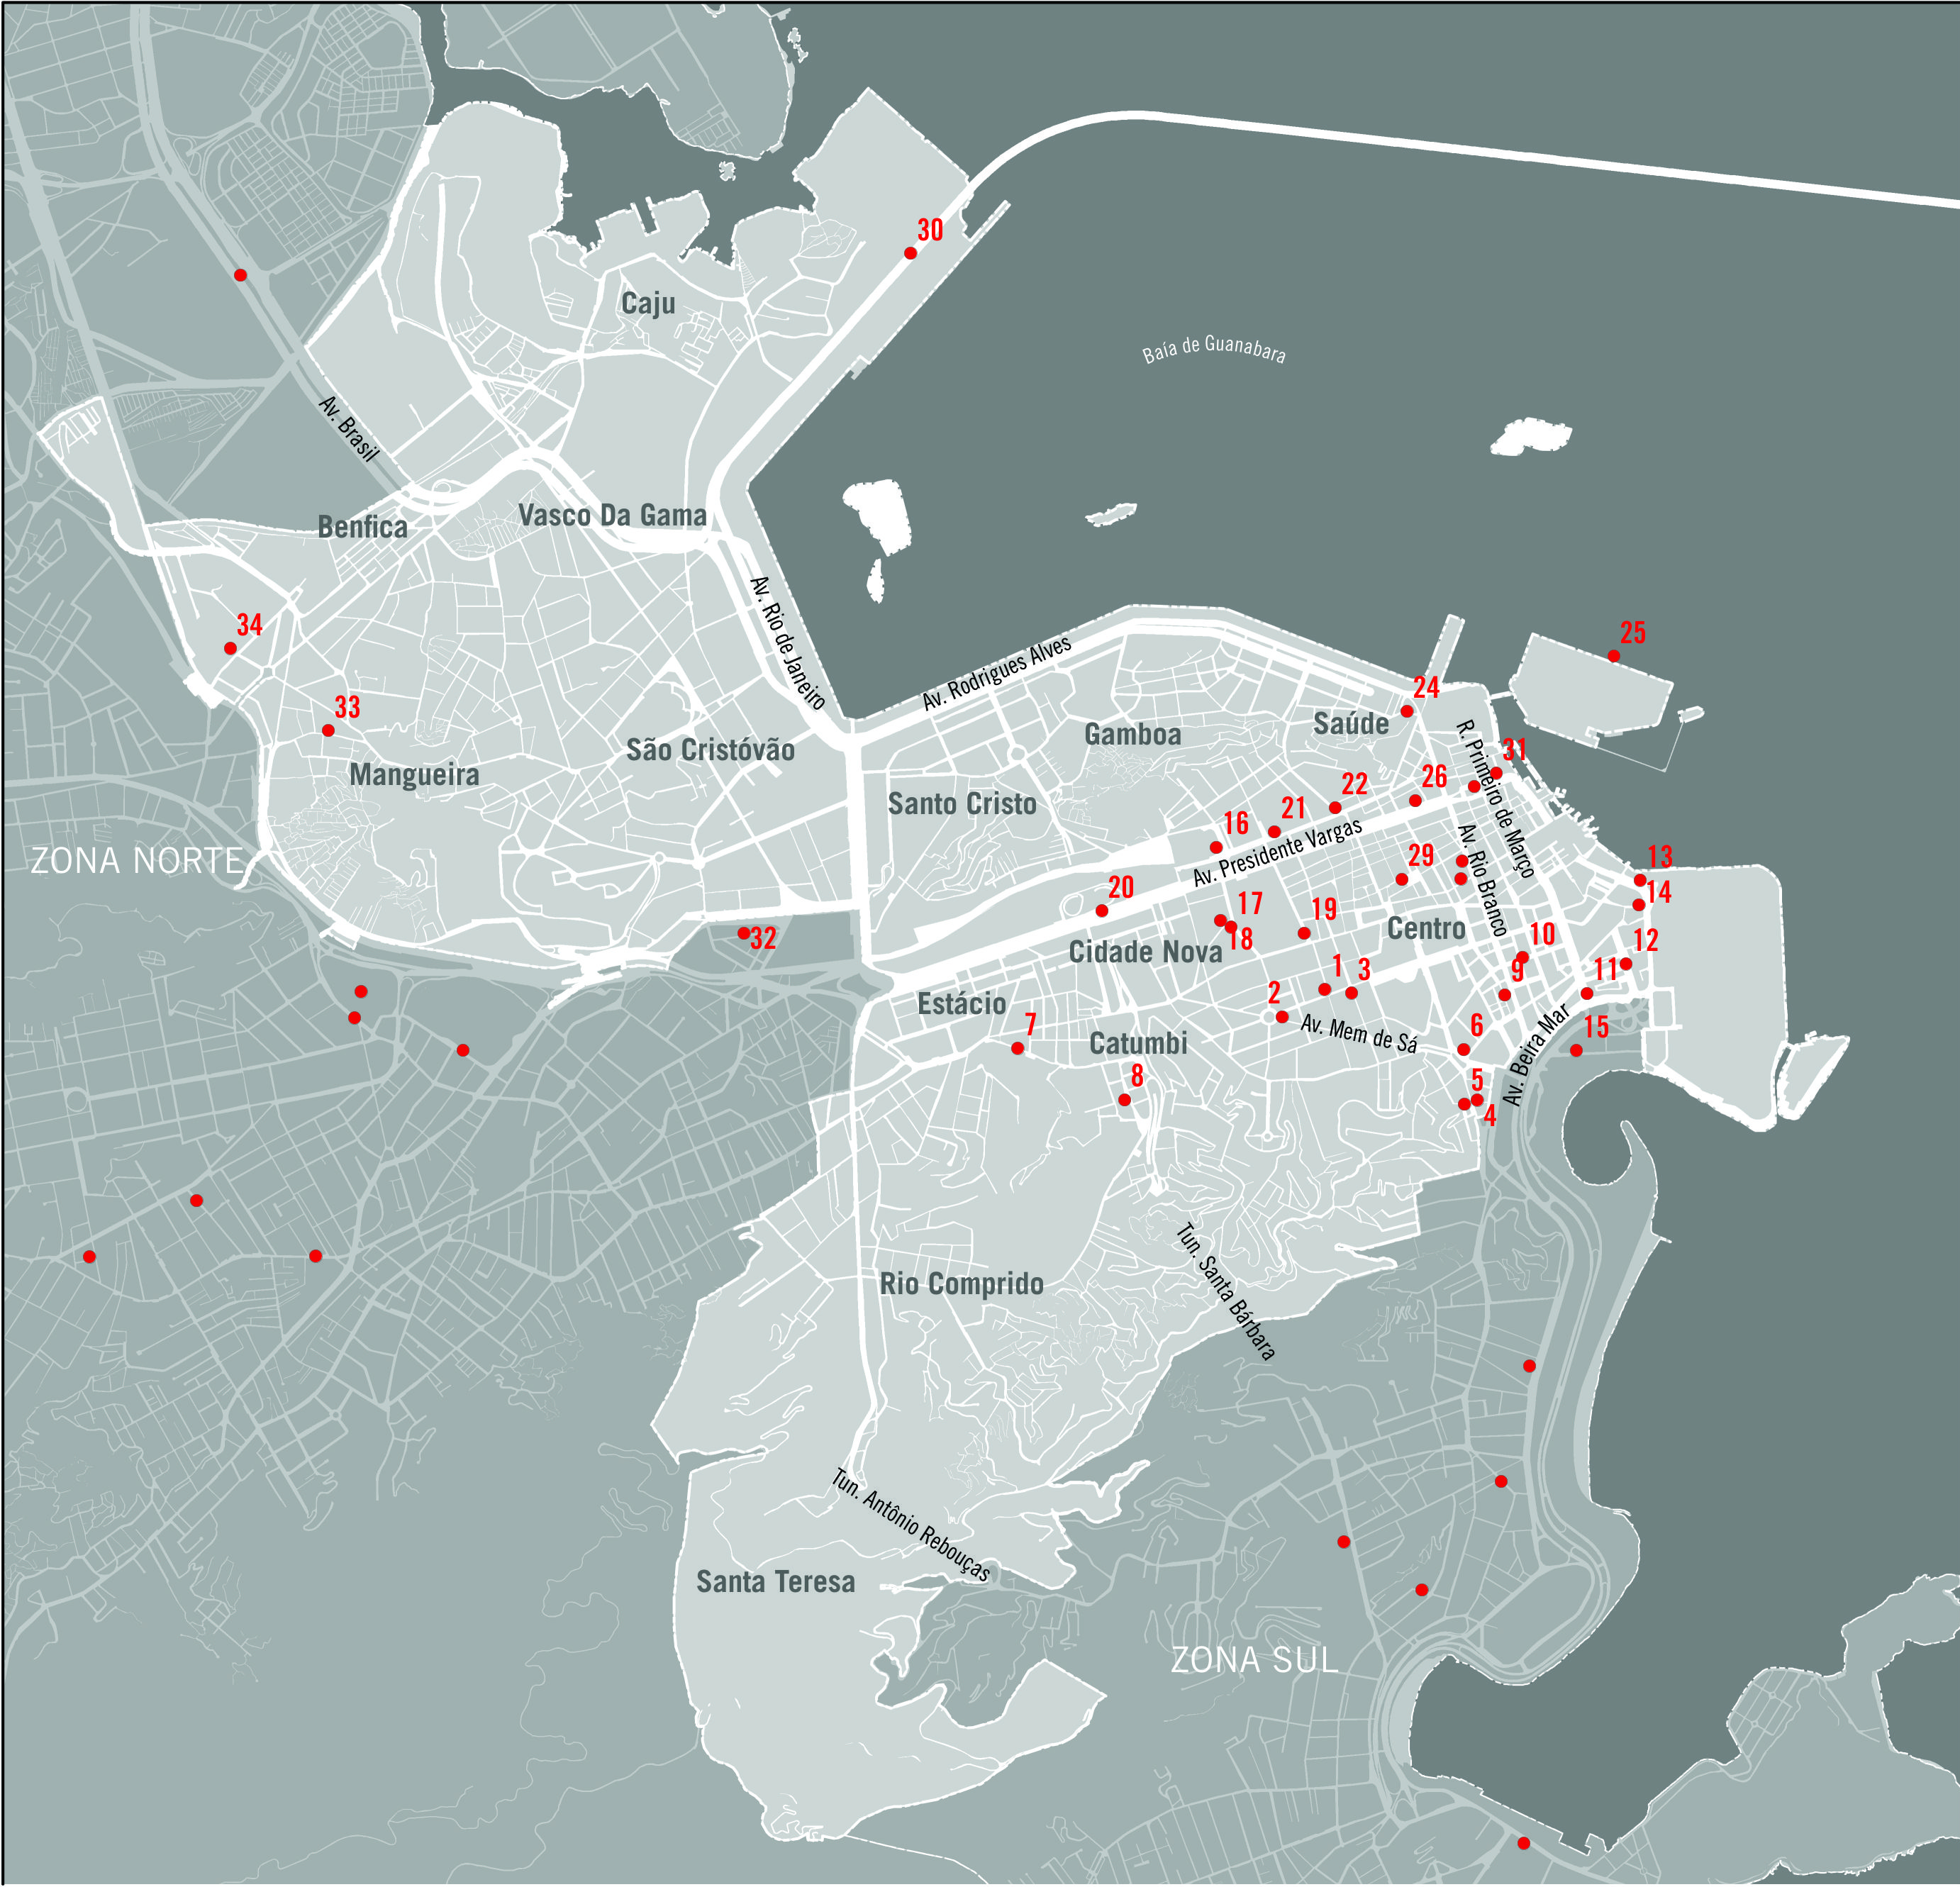 30
Caju
Baía de Guanabara
Av. Brasil
Benfica
Vasco Da Gama
Av. Rio de Janeiro
34
25
Av. Rodrigues Alves
24
33
Gamboa
Saúde
R. Primeiro de Março
São Cristóvão
31
Mangueira
26
Santo Cristo
22
21
16
ZONA NORTE
Av. Presidente Vargas
Av. Rio Branco
29
13
14
20
17
19
18
32
Centro
10
12
Cidade Nova
1
3
9
11
Estácio
2
7
Av. Mem de Sá
6
15
Catumbi
Av. Beira Mar
8
5
4
Tun. Santa Bárbara
Rio Comprido
Tun. Antônio Rebouças
Santa Teresa
ZONA SUL